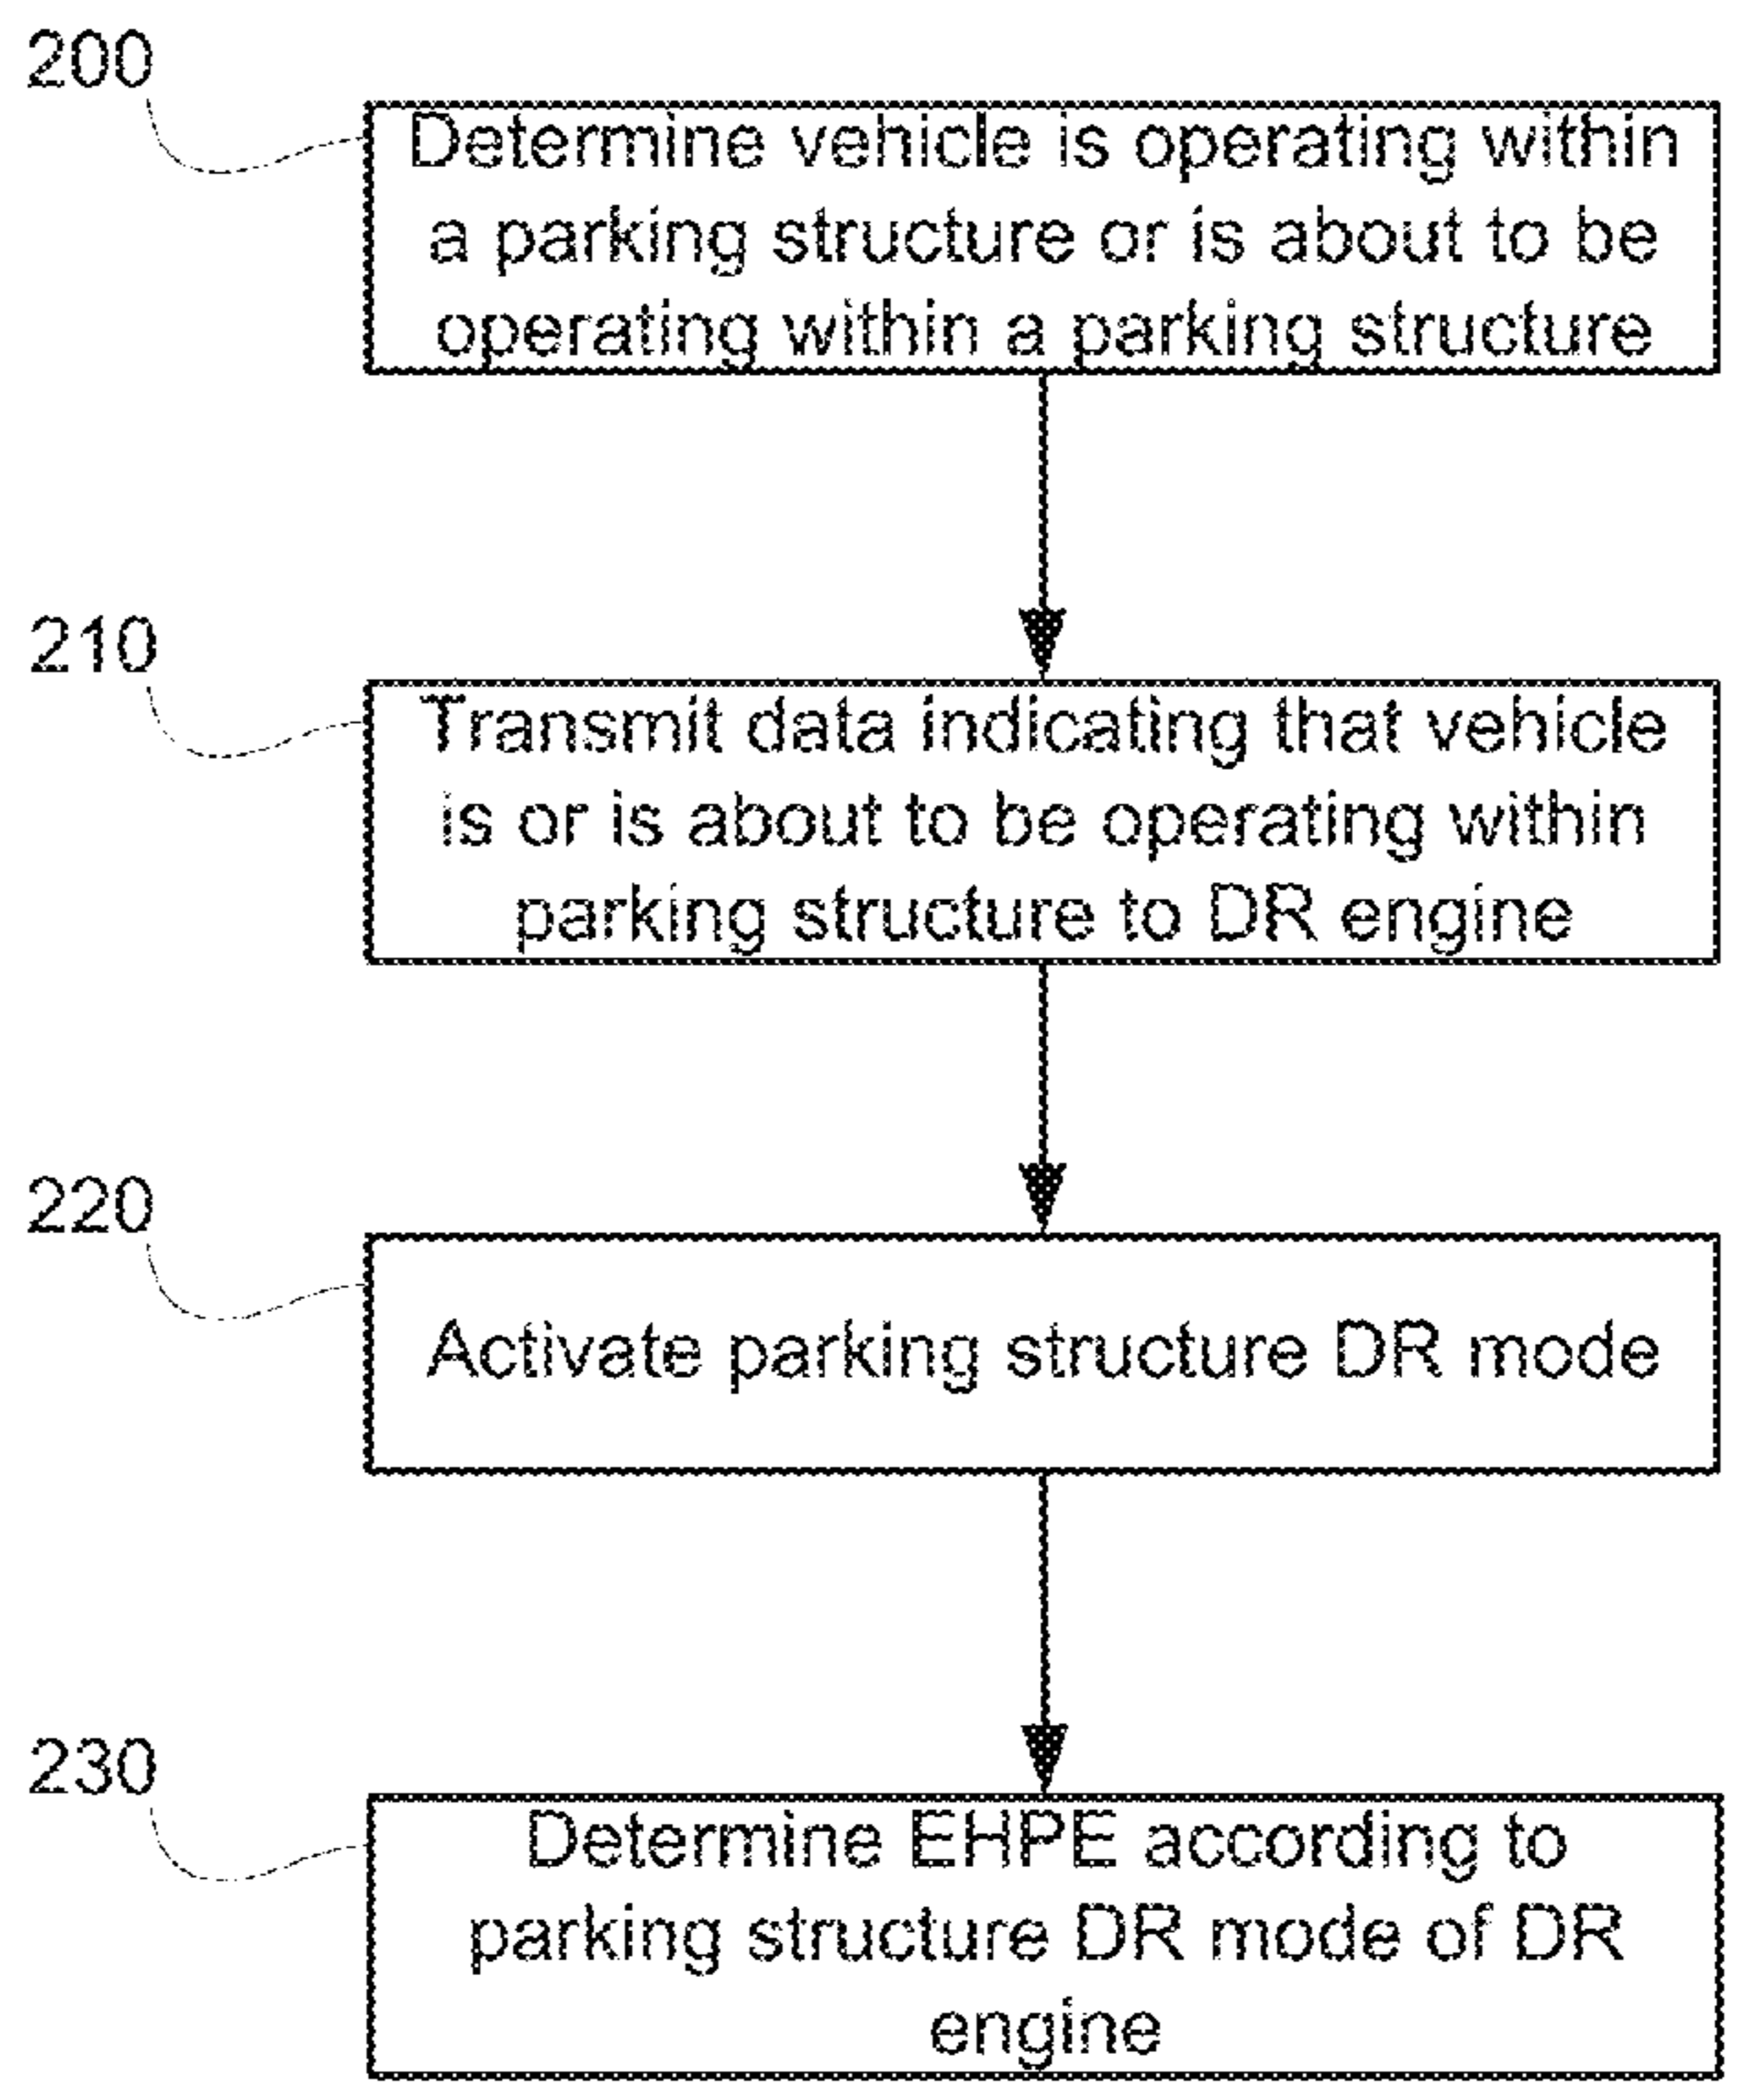 200
Determine vehicle is operating within
a parking structure or is about to be
operating within a parking structure
210
Transmit data indicating that vehicle
is or is about to be operating within
parking structure to DR engine
220
Activate parking structure DR mode
230
Determine EHPE according to
parking structure DR mode of DR
engine